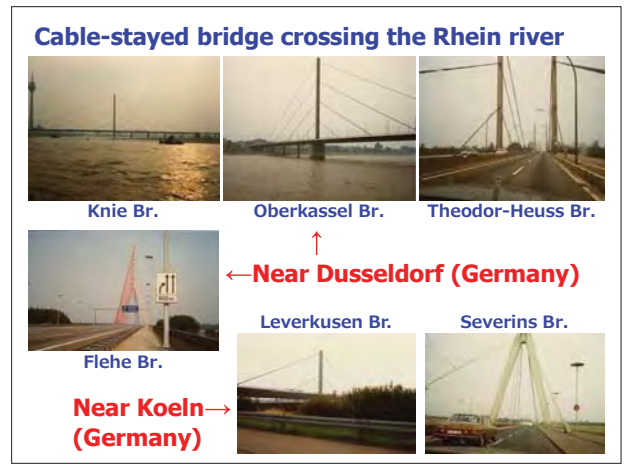 Cable-stayed bridge crossing the Rhein river
Knie Br.
Oberkassel Br.
Theodor-Heuss Br.
↑
←Near Dusseldorf (Germany)
Flehe Br.
Leverkusen Br.
Severins Br.
Near Koeln→
(Germany)